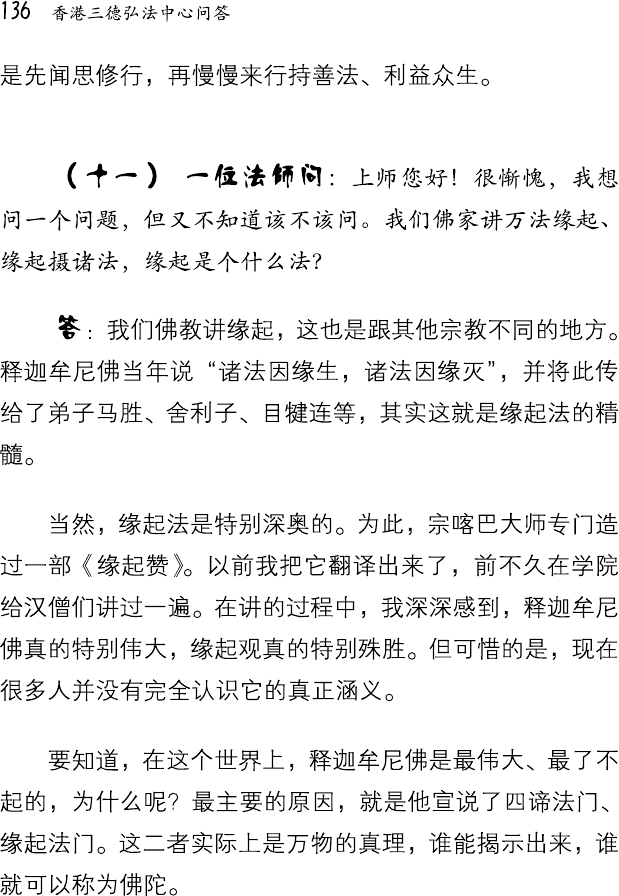 136 香港三德弘法中心问答
是先闻思修行，再慢慢来行持善法、利益众生。
（十一） 一位法师问：上师您好！很惭愧，我想
问一个问题，但又不知道该不该问。我们佛家讲万法缘起、
缘起摄诸法，缘起是个什么法？
答：我们佛教讲缘起，这也是跟其他宗教不同的地方。
释迦牟尼佛当年说“诸法因缘生，诸法因缘灭”，并将此传
给了弟子马胜、舍利子、目犍连等，其实这就是缘起法的精
髓。
当然，缘起法是特别深奥的。为此，宗喀巴大师专门造
过一部《缘起赞》。以前我把它翻译出来了，前不久在学院
给汉僧们讲过一遍。在讲的过程中，我深深感到，释迦牟尼
佛真的特别伟大，缘起观真的特别殊胜。但可惜的是，现在
很多人并没有完全认识它的真正涵义。
要知道，在这个世界上，释迦牟尼佛是最伟大、最了不
起的，为什么呢？最主要的原因，就是他宣说了四谛法门、
缘起法门。这二者实际上是万物的真理，谁能揭示出来，谁
就可以称为佛陀。